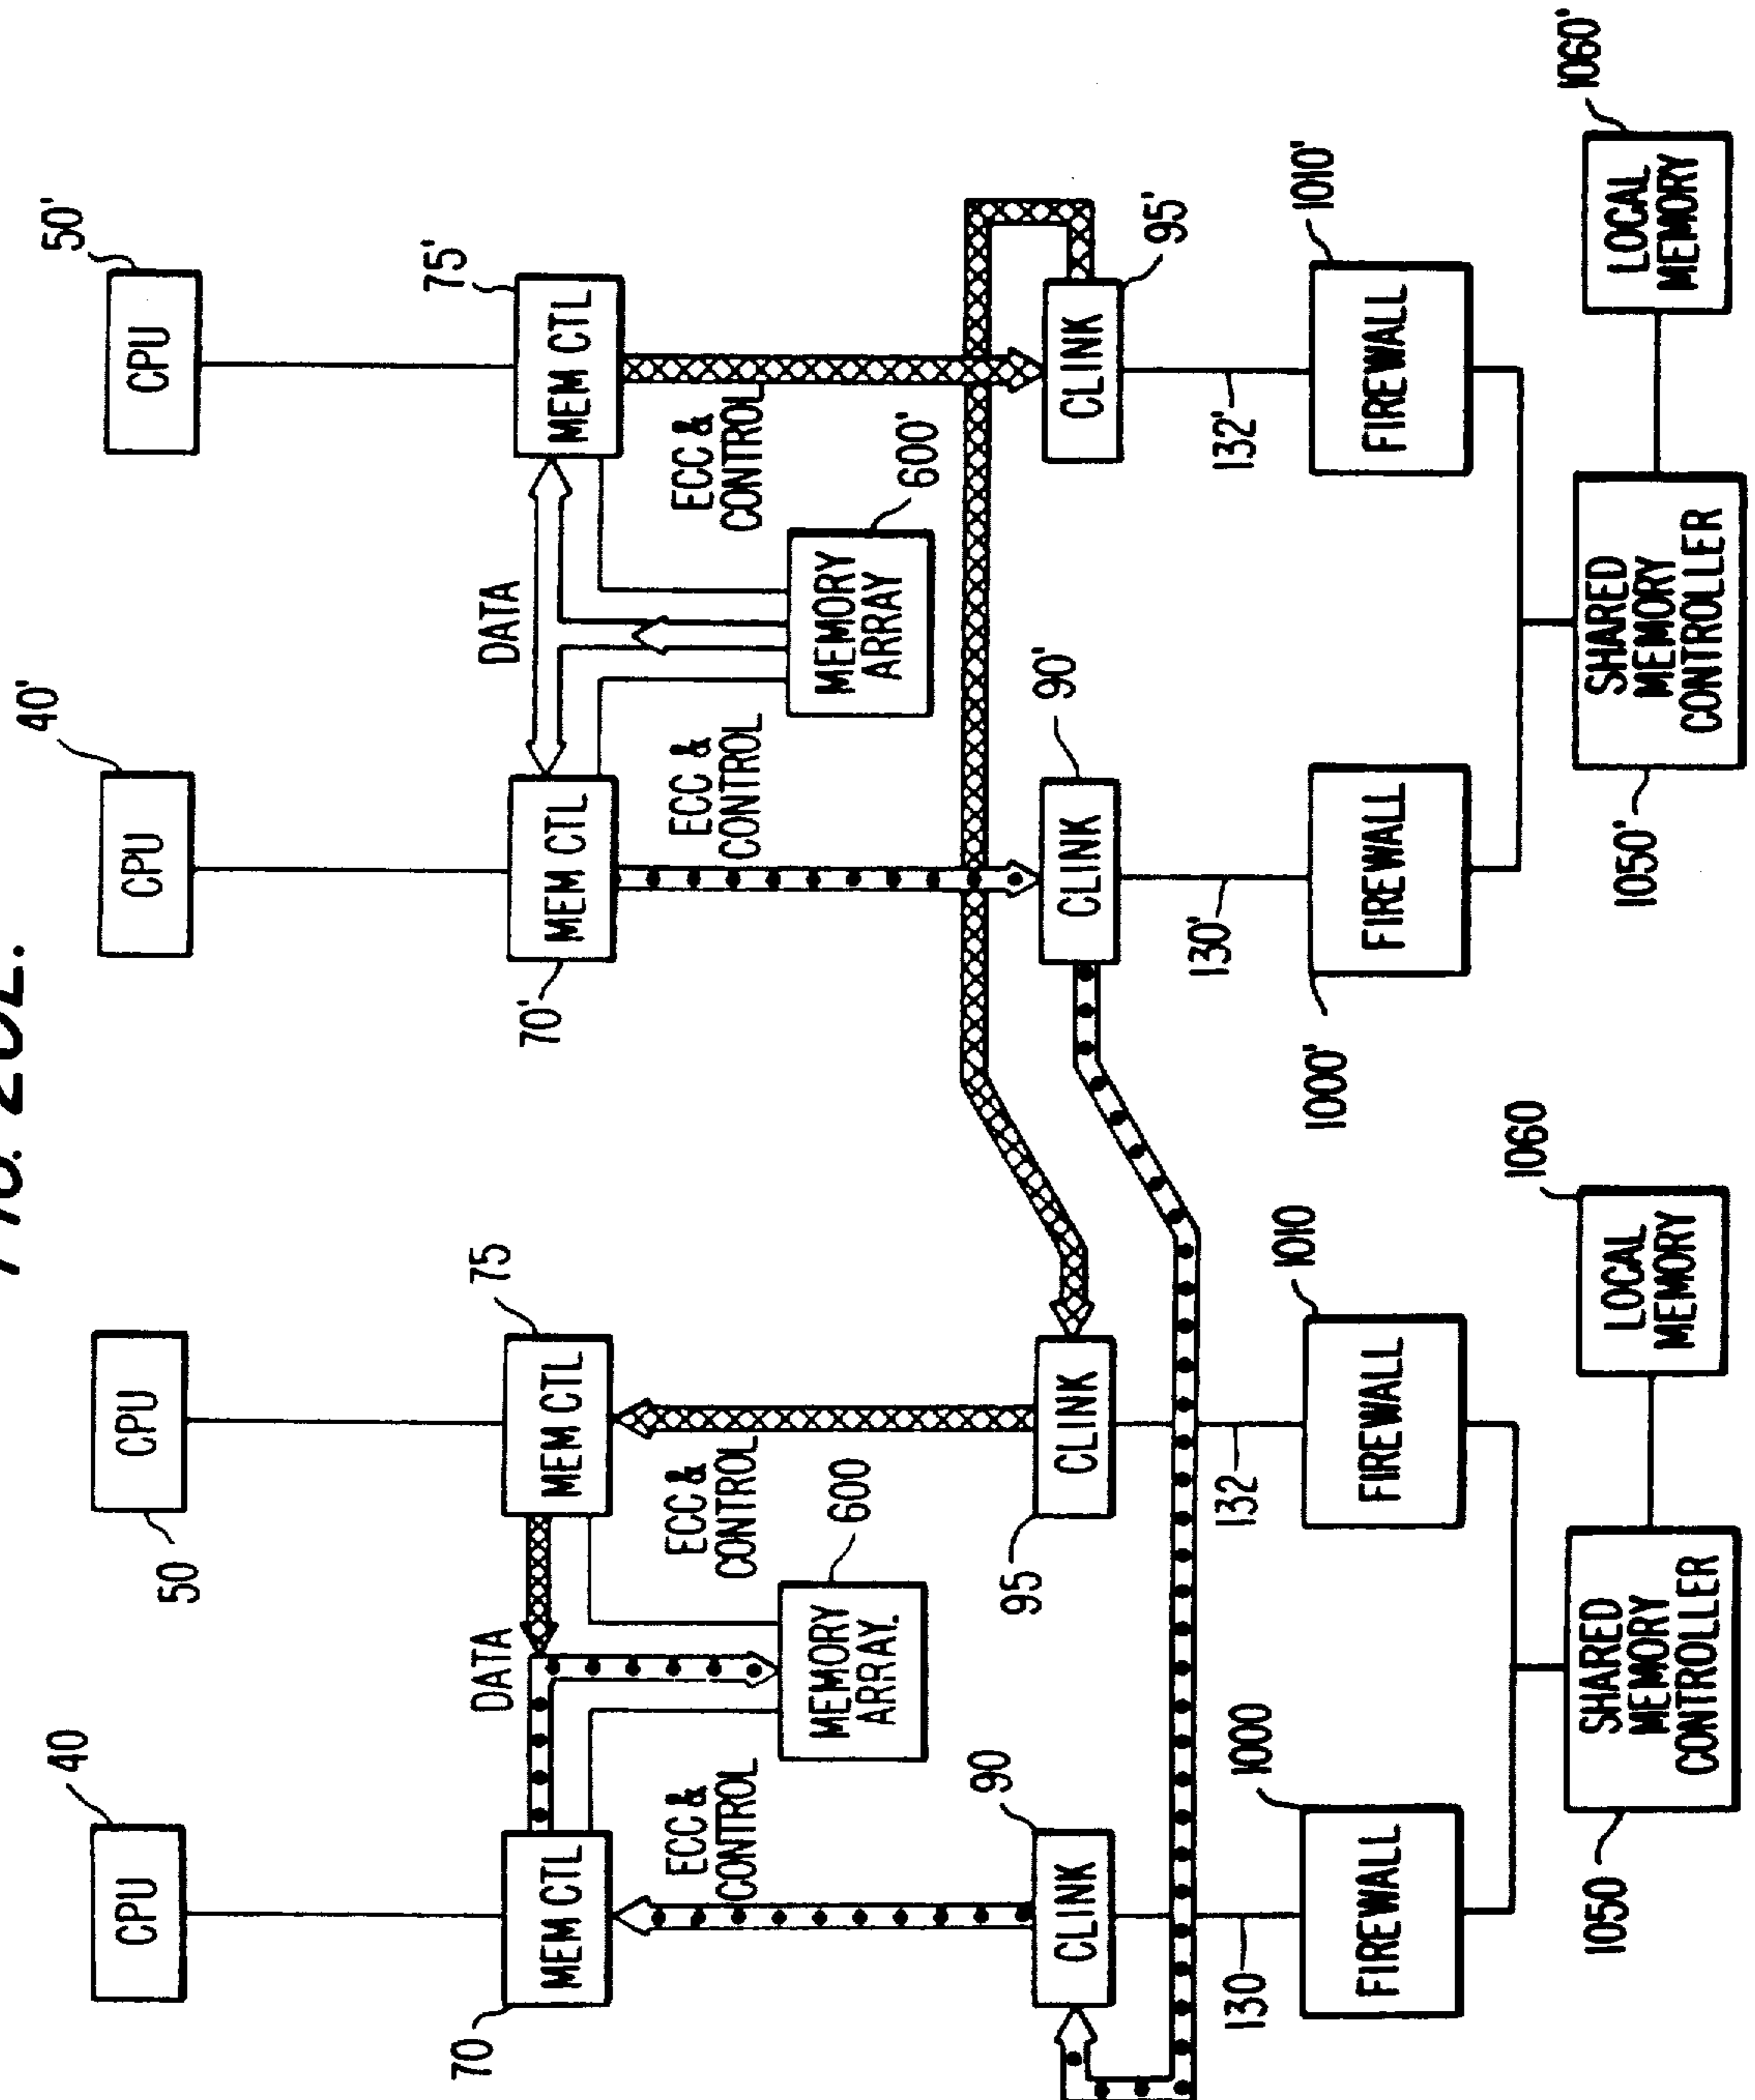 40
CPU
50
CPU
40'
CPU
50'
CPU
70
MEM CTL
DATA
75
MEM CTL
70'
MEM CTL
DATA
75'
MEM CTL
ECC &
CONTROL
ECC &
CONTROL
ECC &
CONTROL
ECC &
CONTROL
MEMORY
ARRAY.
600
MEMORY
ARRAY
600'
90
CLINK
95
CLINK
90'
CLINK
95'
CLINK
130
132
130'
132'
1000
FIREWALL
1010
FIREWALL
1000'
FIREWALL
1010'
FIREWALL
1050
SHARED
MEMORY
CONTROLLER
1060
LOCAL
MEMORY
1050'
SHARED
MEMORY
CONTROLLER
1060'
LOCAL
MEMORY